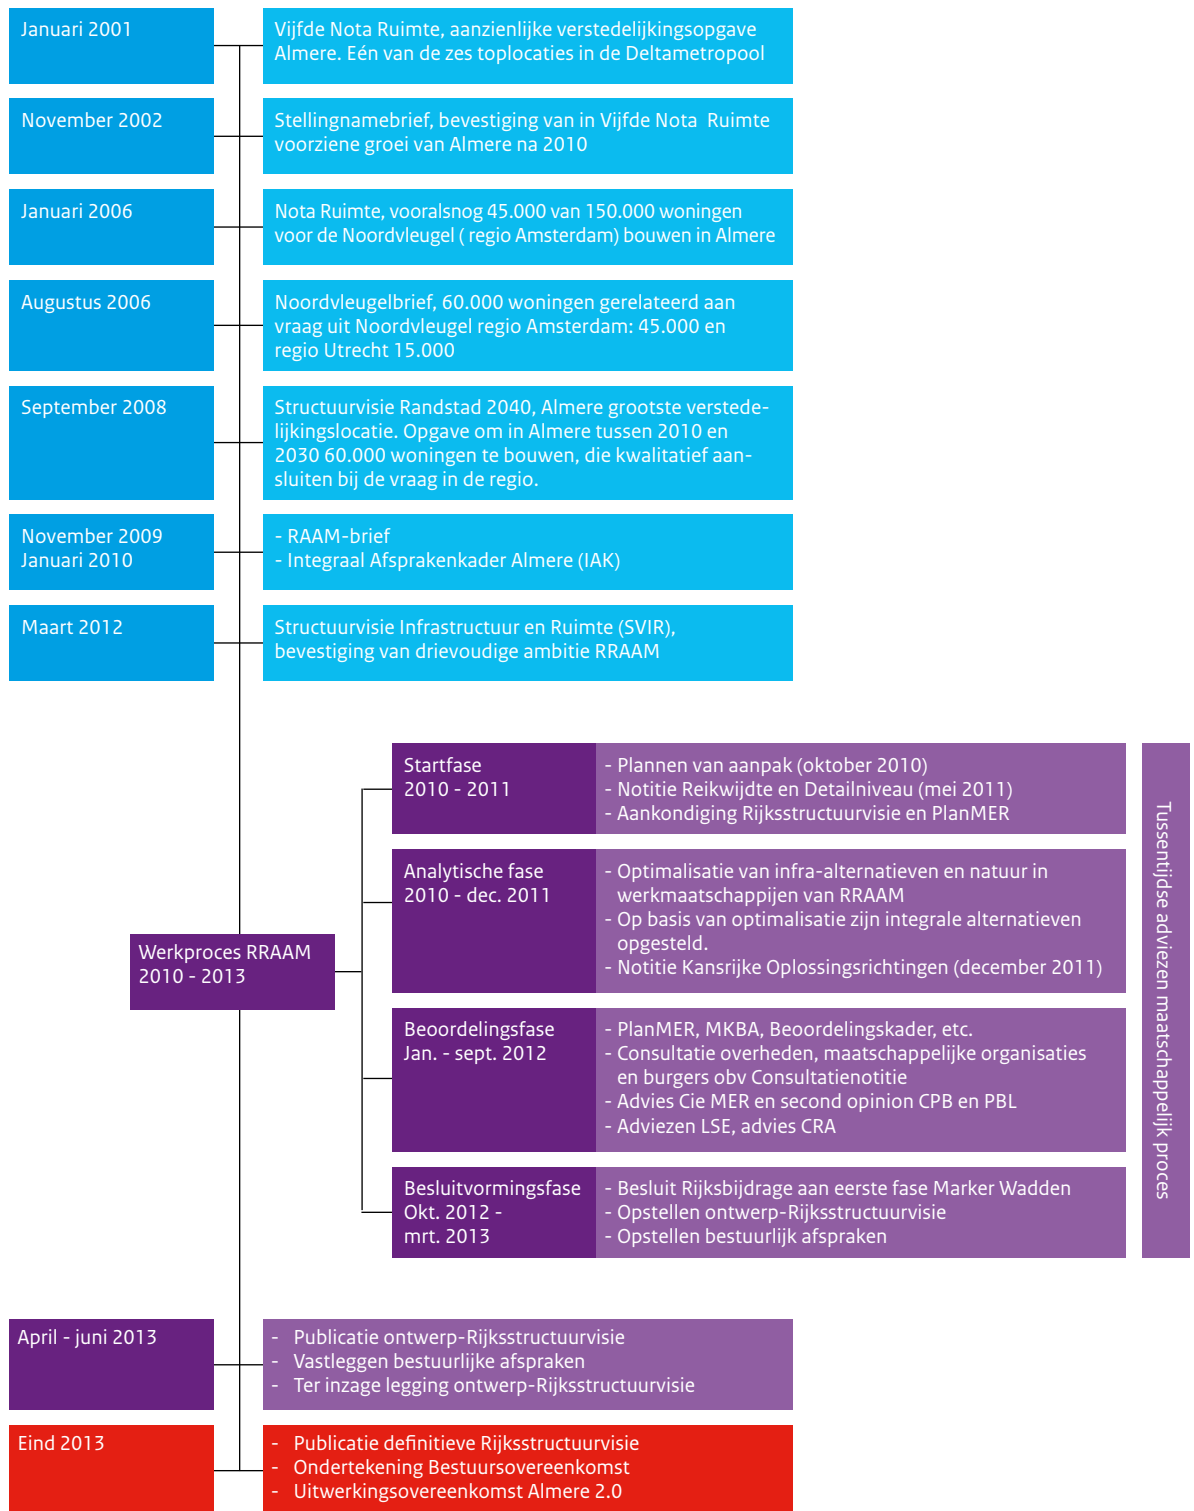 Januari 2001
Vijfde Nota Ruimte, aanzienlijke verstedelijkingsopgave
Almere. Eén van de zes toplocaties in de Deltametropool
November 2002
Stellingnamebrief, bevestiging van in Vijfde Nota Ruimte
voorziene groei van Almere na 2010
Januari 2006
Nota Ruimte, vooralsnog 45.000 van 150.000 woningen
voor de Noordvleugel ( regio Amsterdam) bouwen in Almere
Augustus 2006
Noordvleugelbrief, 60.000 woningen gerelateerd aan
vraag uit Noordvleugel regio Amsterdam: 45.000 en
regio Utrecht 15.000
September 2008
Structuurvisie Randstad 2040, Almere grootste verstede-
lijkingslocatie. Opgave om in Almere tussen 2010 en
2030 60.000 woningen te bouwen, die kwalitatief aan-
sluiten bij de vraag in de regio.
November 2009
Januari 2010
- RAAM-brief
- Integraal Afsprakenkader Almere (IAK)
Maart 2012
Structuurvisie Infrastructuur en Ruimte (SVIR),
bevestiging van drievoudige ambitie RRAAM
Werkproces RRAAM
2010 - 2013
Startfase
2010 - 2011
- Plannen van aanpak (oktober 2010)
- Notitie Reikwijdte en Detailniveau (mei 2011)
- Aankondiging Rijksstructuurvisie en PlanMER
Analytische fase
2010 - dec. 2011
- Optimalisatie van infra-alternatieven en natuur in
werkmaatschappijen van RRAAM
- Op basis van optimalisatie zijn integrale alternatieven
opgesteld.
- Notitie Kansrijke Oplossingsrichtingen (december 2011)
Beoordelingsfase
Jan. - sept. 2012
- PlanMER, MKBA, Beoordelingskader, etc.
- Consultatie overheden, maatschappelijke organisaties
en burgers obv Consultatienotitie
- Advies Cie MER en second opinion CPB en PBL
- Adviezen LSE, advies CRA
Besluitvormingsfase
Okt. 2012 -
mrt. 2013
- Besluit Rijksbijdrage aan eerste fase Marker Wadden
- Opstellen ontwerp-Rijksstructuurvisie
- Opstellen bestuurlijk afspraken
Tussentijdse adviezen maatschappelijk proces
April - juni 2013
- Publicatie ontwerp-Rijksstructuurvisie
- Vastleggen bestuurlijke afspraken
- Ter inzage legging ontwerp-Rijksstructuurvisie
Eind 2013
- Publicatie definitieve Rijksstructuurvisie
- Ondertekening Bestuursovereenkomst
- Uitwerkingsovereenkomst Almere 2.0